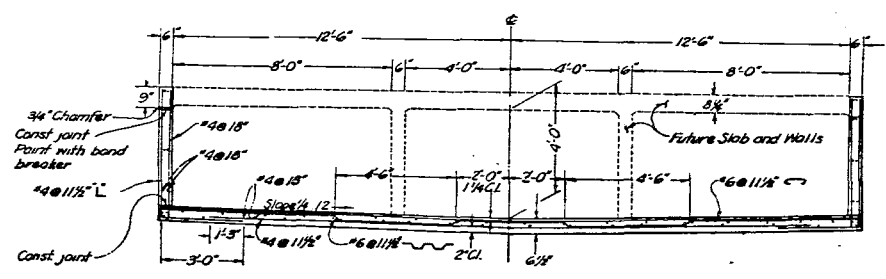 ℄
6" 12'-6" 12'-6" 6"
8'-0" 6" 4'-0" 4'-0" 6" 8'-0"
9"
8½"
3/4" Chamfer
Const joint
Paint with bond
breaker
#4@18"
#4@18"
#4@11½" L
Const joint
4'-0"
Future Slab and Walls
#4@18"
4'-6" 2'-0" 2'-0" 4'-6"
1¼ Cl.
#6@11½"
Slope ¼ 12
1'-3"
3'-0"
#4@11½"
#6@11½"
2" Cl.
6½"